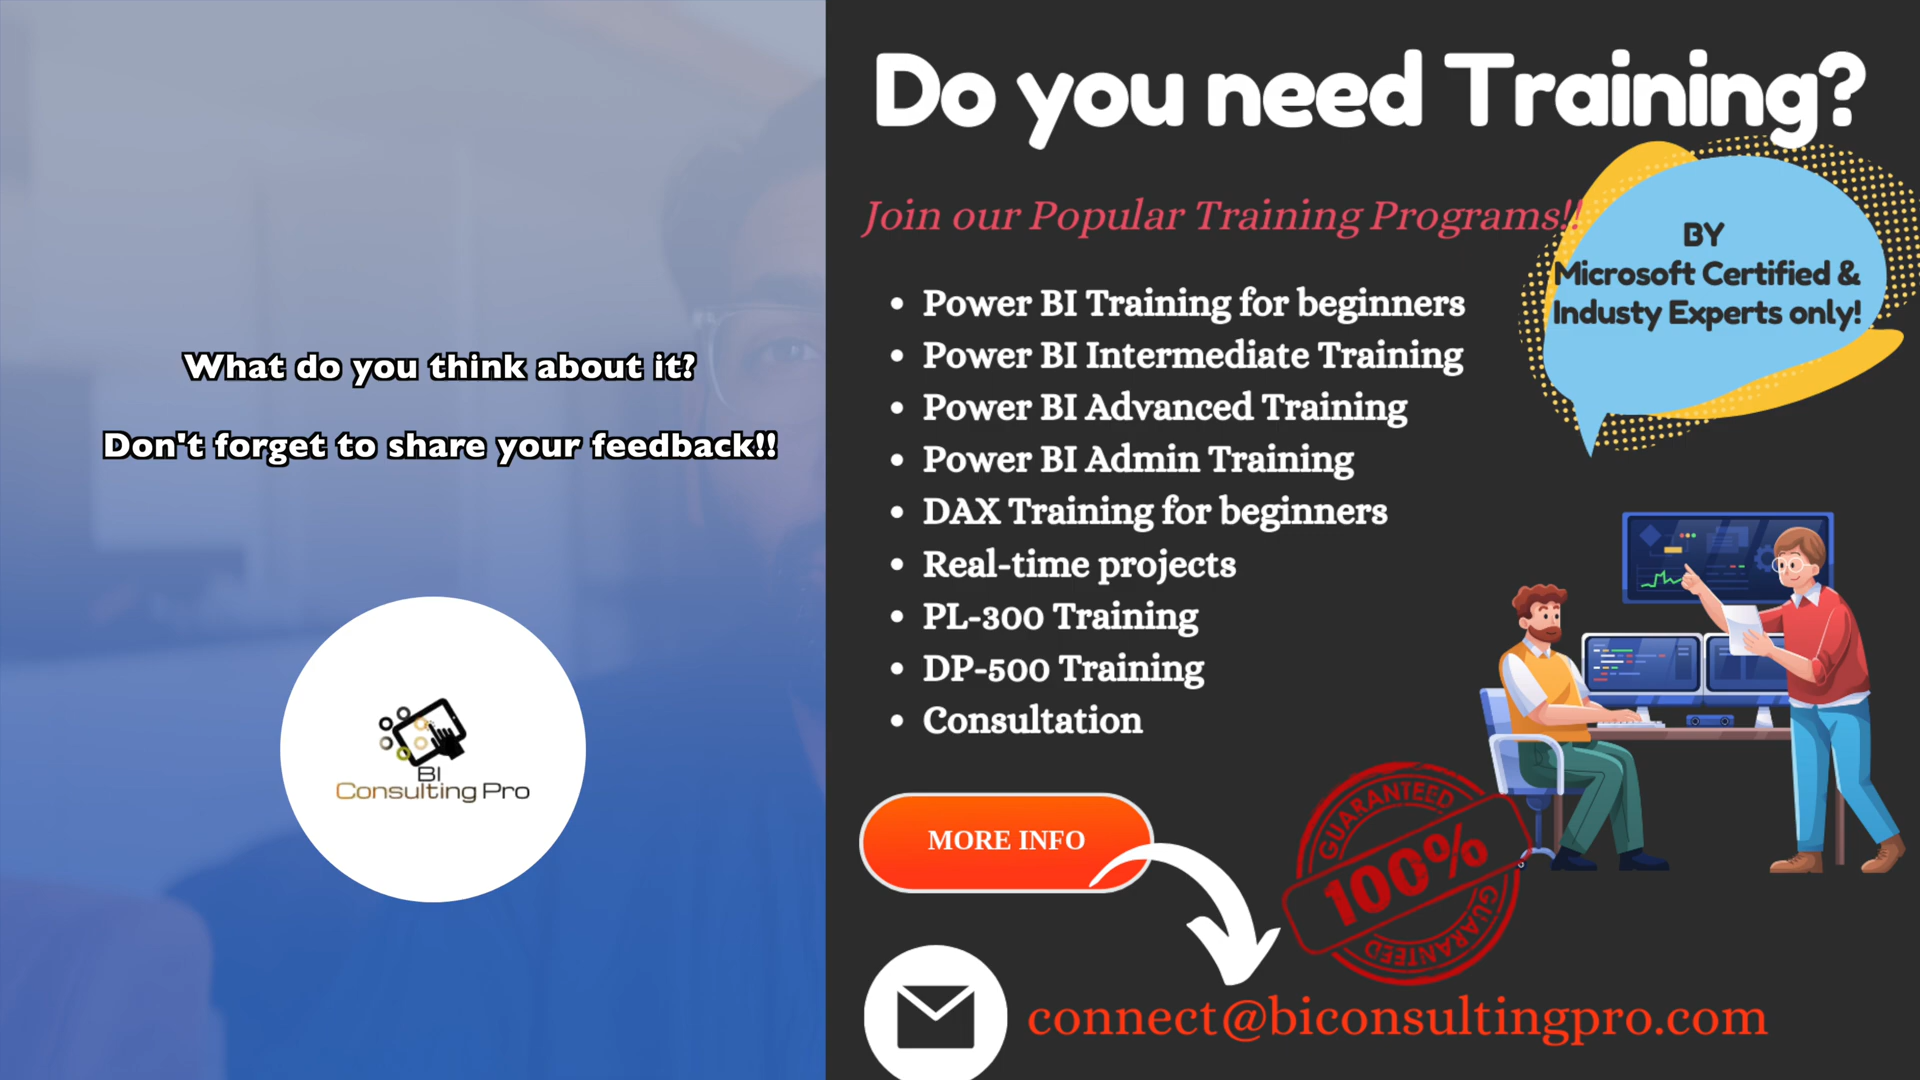 What do you think about it?
Don't forget to share your feedback!!
BI
Consulting Pro
Do you need Training?
Join our Popular Training Programs!!
BY
Microsoft Certified &
Industy Experts only!
• Power BI Training for beginners
• Power BI Intermediate Training
• Power BI Advanced Training
• Power BI Admin Training
• DAX Training for beginners
• Real-time projects
• PL-300 Training
• DP-500 Training
• Consultation
MORE INFO
GUARANTEED
100%
GUARANTEED
connect@biconsultingpro.com